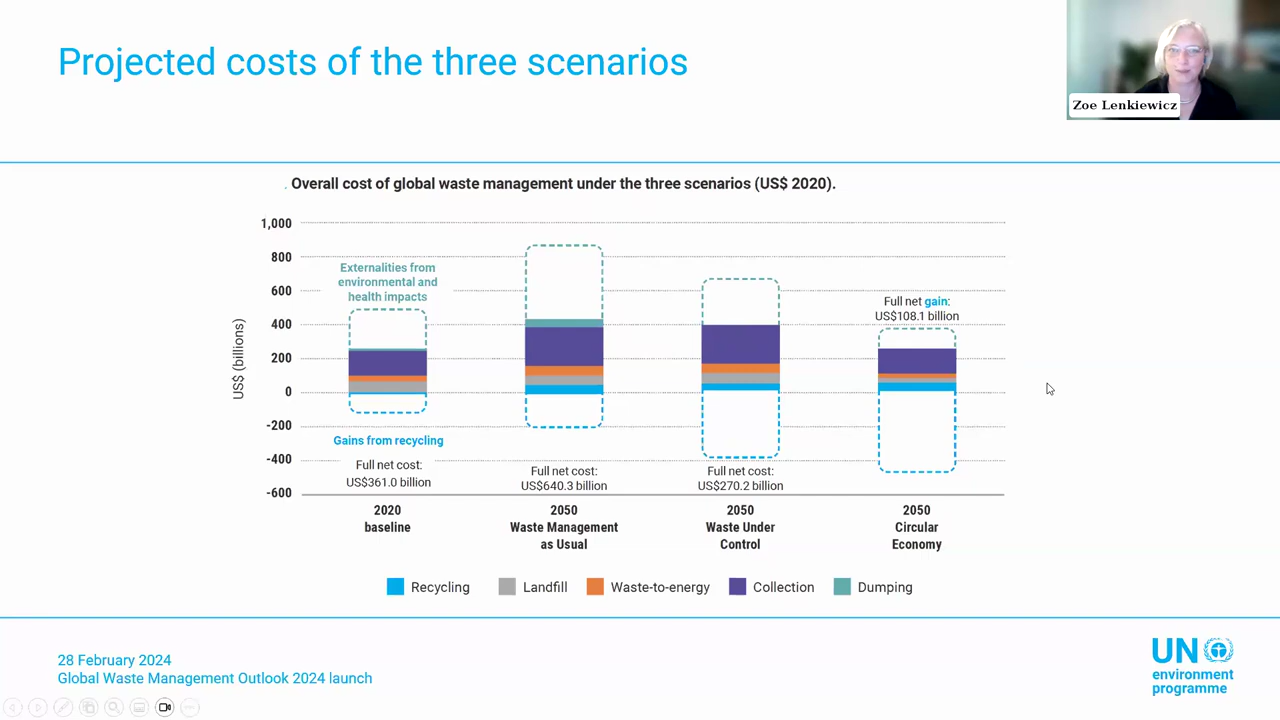 Projected costs of the three scenarios
Zoe Lenkiewicz
. Overall cost of global waste management under the three scenarios (US$ 2020).
US$ (billions)
1,000
800
600
400
200
0
-200
-400
-600
Externalities from
environmental and
health impacts
Gains from recycling
Full net cost:
US$361.0 billion
Full net cost:
US$640.3 billion
Full net cost:
US$270.2 billion
Full net gain:
US$108.1 billion
2020
baseline
2050
Waste Management
as Usual
2050
Waste Under
Control
2050
Circular
Economy
Recycling
Landfill
Waste-to-energy
Collection
Dumping
28 February 2024
Global Waste Management Outlook 2024 launch
UN
environment
programme